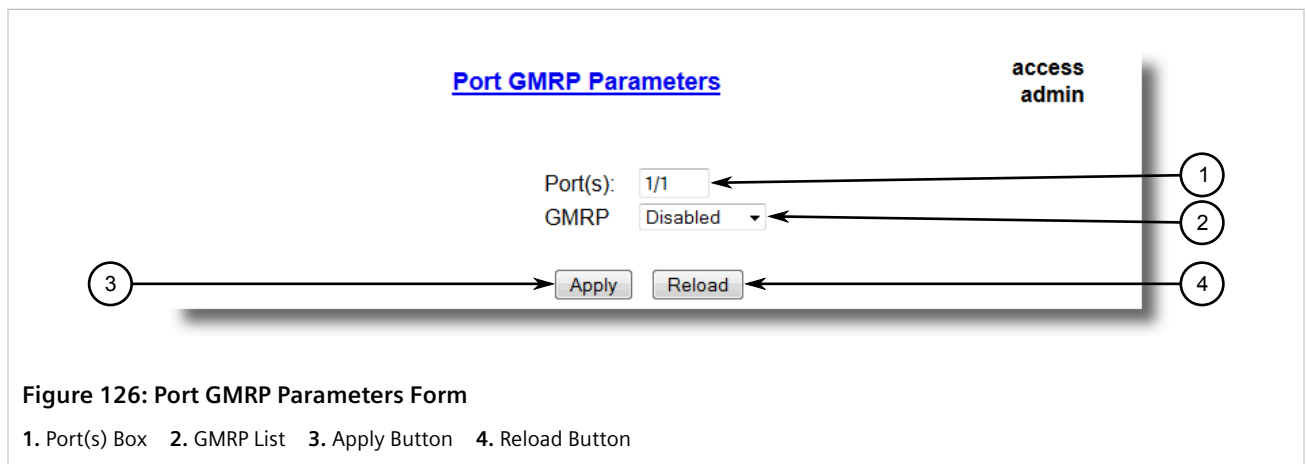 Port GMRP Parameters
access
admin
Port(s): 1/1
1
GMRP Disabled
2
3
Apply Reload
4
Figure 126: Port GMRP Parameters Form
1. Port(s) Box 2. GMRP List 3. Apply Button 4. Reload Button